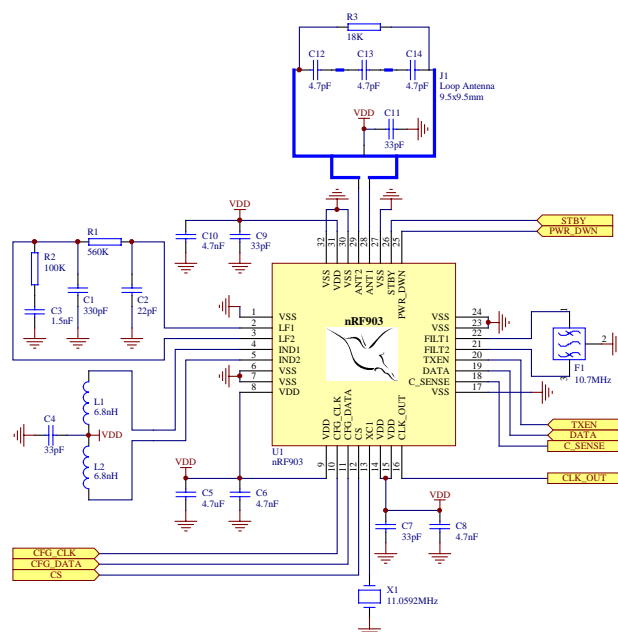 R3
18K
C12
C13
C14
4.7pF
4.7pF
4.7pF
J1
Loop Antenna
9.5x9.5mm
VDD
C11
33pF
VDD
C10
4.7nF
C9
33pF
STBY
PWR_DWN
R1
560K
R2
100K
C3
1.5nF
C1
330pF
C2
22pF
32
31
30
29
28
27
26
25
VSS
VDD
VSS
ANT2
ANT1
VSS
STBY
PWR_DWN
nRF903
1
VSS
2
LF1
3
LF2
4
IND1
5
IND2
6
VSS
7
VSS
8
VDD
VSS
24
VSS
23
FILT1
22
FILT2
21
TXEN
20
DATA
19
C_SENSE
18
VSS
17
1
2
3
F1
10.7MHz
L1
6.8nH
C4
33pF
VDD
L2
6.8nH
VDD
CFG_CLK
CFG_DATA
CS
XC1
VDD
VDD
CLK_OUT
9
10
11
12
13
14
15
16
U1
nRF903
TXEN
DATA
C_SENSE
CLK_OUT
VDD
C5
4.7uF
C6
4.7nF
VDD
C7
33pF
C8
4.7nF
CFG_CLK
CFG_DATA
CS
X1
11.0592MHz